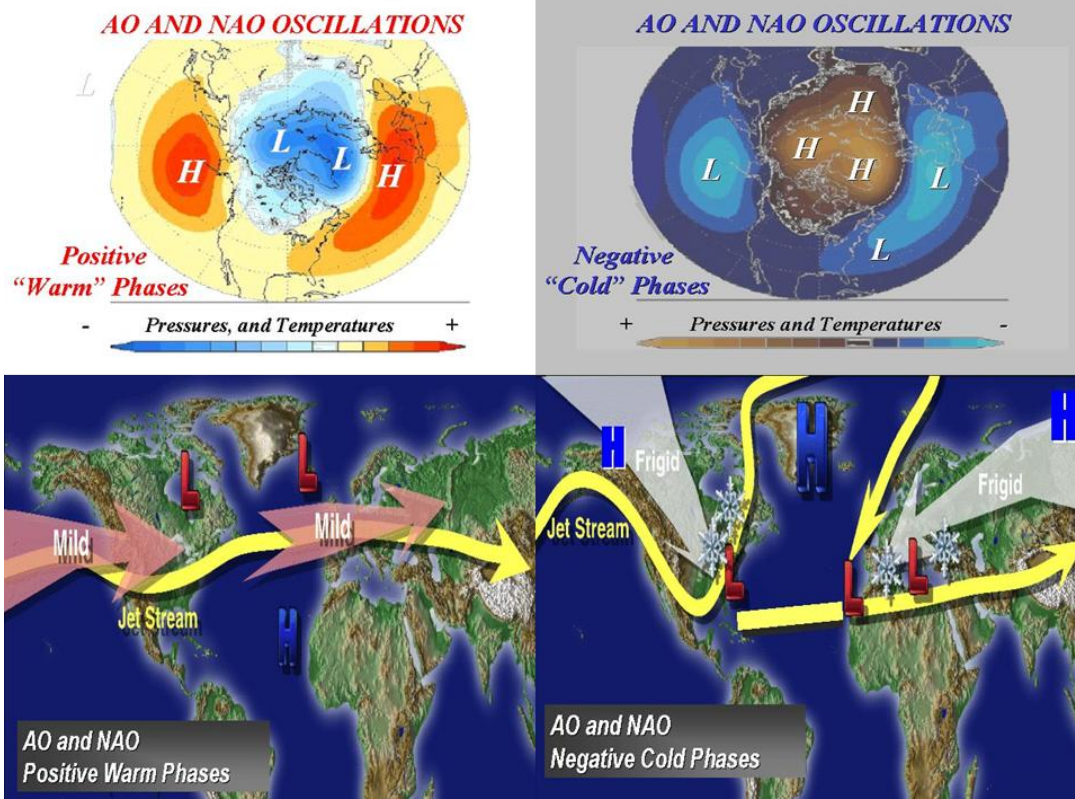 AO AND NAO OSCILLATIONS
L
H
L
L
H
Positive
“Warm” Phases
- Pressures, and Temperatures +
AO AND NAO OSCILLATIONS
H
H
H
L
L
L
Negative
“Cold” Phases
+ Pressures and Temperatures -
L
L
Mild
Mild
Jet Stream
H
AO and NAO
Positive Warm Phases
H
H
H
Frigid
Frigid
Jet Stream
L
L
L
AO and NAO
Negative Cold Phases